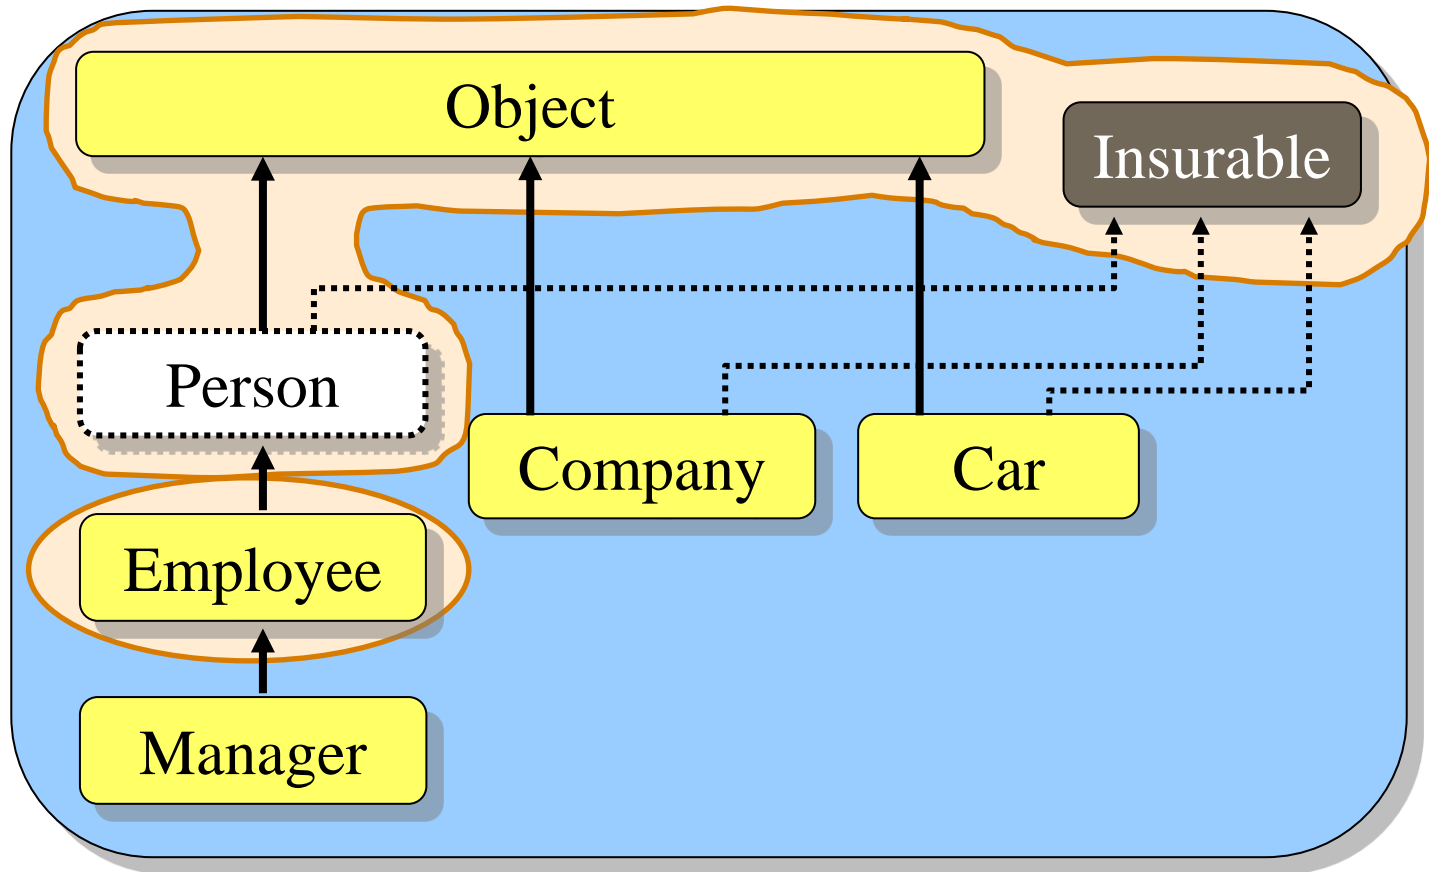 Object
Insurable
Person
Company
Car
Employee
Manager